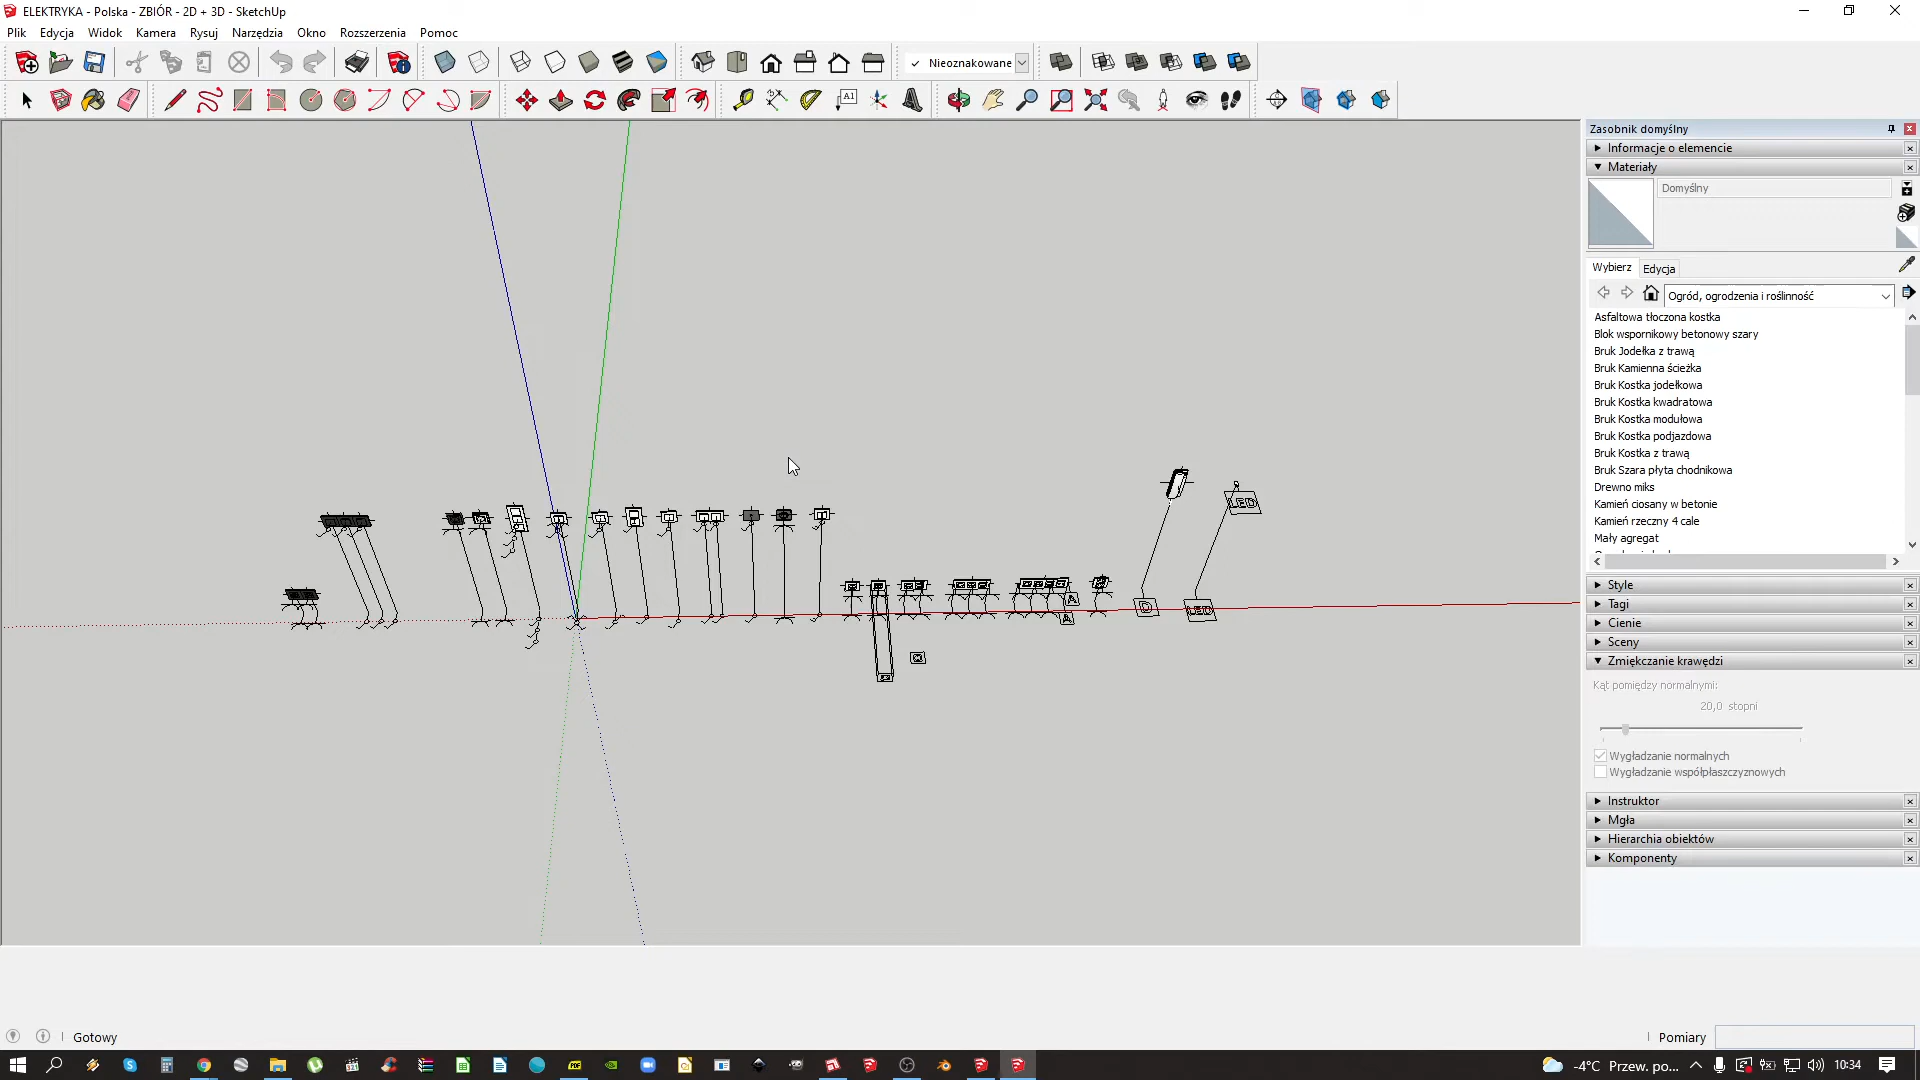 ELEKTRYKA - Polska - ZBIÓR - 2D + 3D - SketchUp
Plik Edycja Widok Kamera Rysuj Narzędzia Okno Rozszerzenia Pomoc
Nieoznakowane
A1
Zasobnik domyślny
Informacje o elemencie
Materiały
Domyślny
Wybierz Edycja
Ogród, ogrodzenia i roślinność
Asfaltowa tłoczona kostka
Blok wspornikowy betonowy szary
Bruk Jodełka z trawą
Bruk Kamienna ścieżka
Bruk Kostka jodełkowa
Bruk Kostka kwadratowa
Bruk Kostka modułowa
Bruk Kostka podjazdowa
Bruk Kostka z trawą
Bruk Szara płyta chodnikowa
Drewno miks
Kamień ciosany w betonie
Kamień rzeczny 4 cale
Mały agregat
Style
Tagi
Cienie
Sceny
Zmiękczanie krawędzi
Kąt pomiędzy normalnymi:
20,0 stopni
Wygładzanie normalnych
Wygładzanie współpłaszczyznowych
Instruktor
Mgła
Hierarchia obiektów
Komponenty
LED
A
A
D
LED
Gotowy
Pomiary
-4°C Przew. po... 10:34